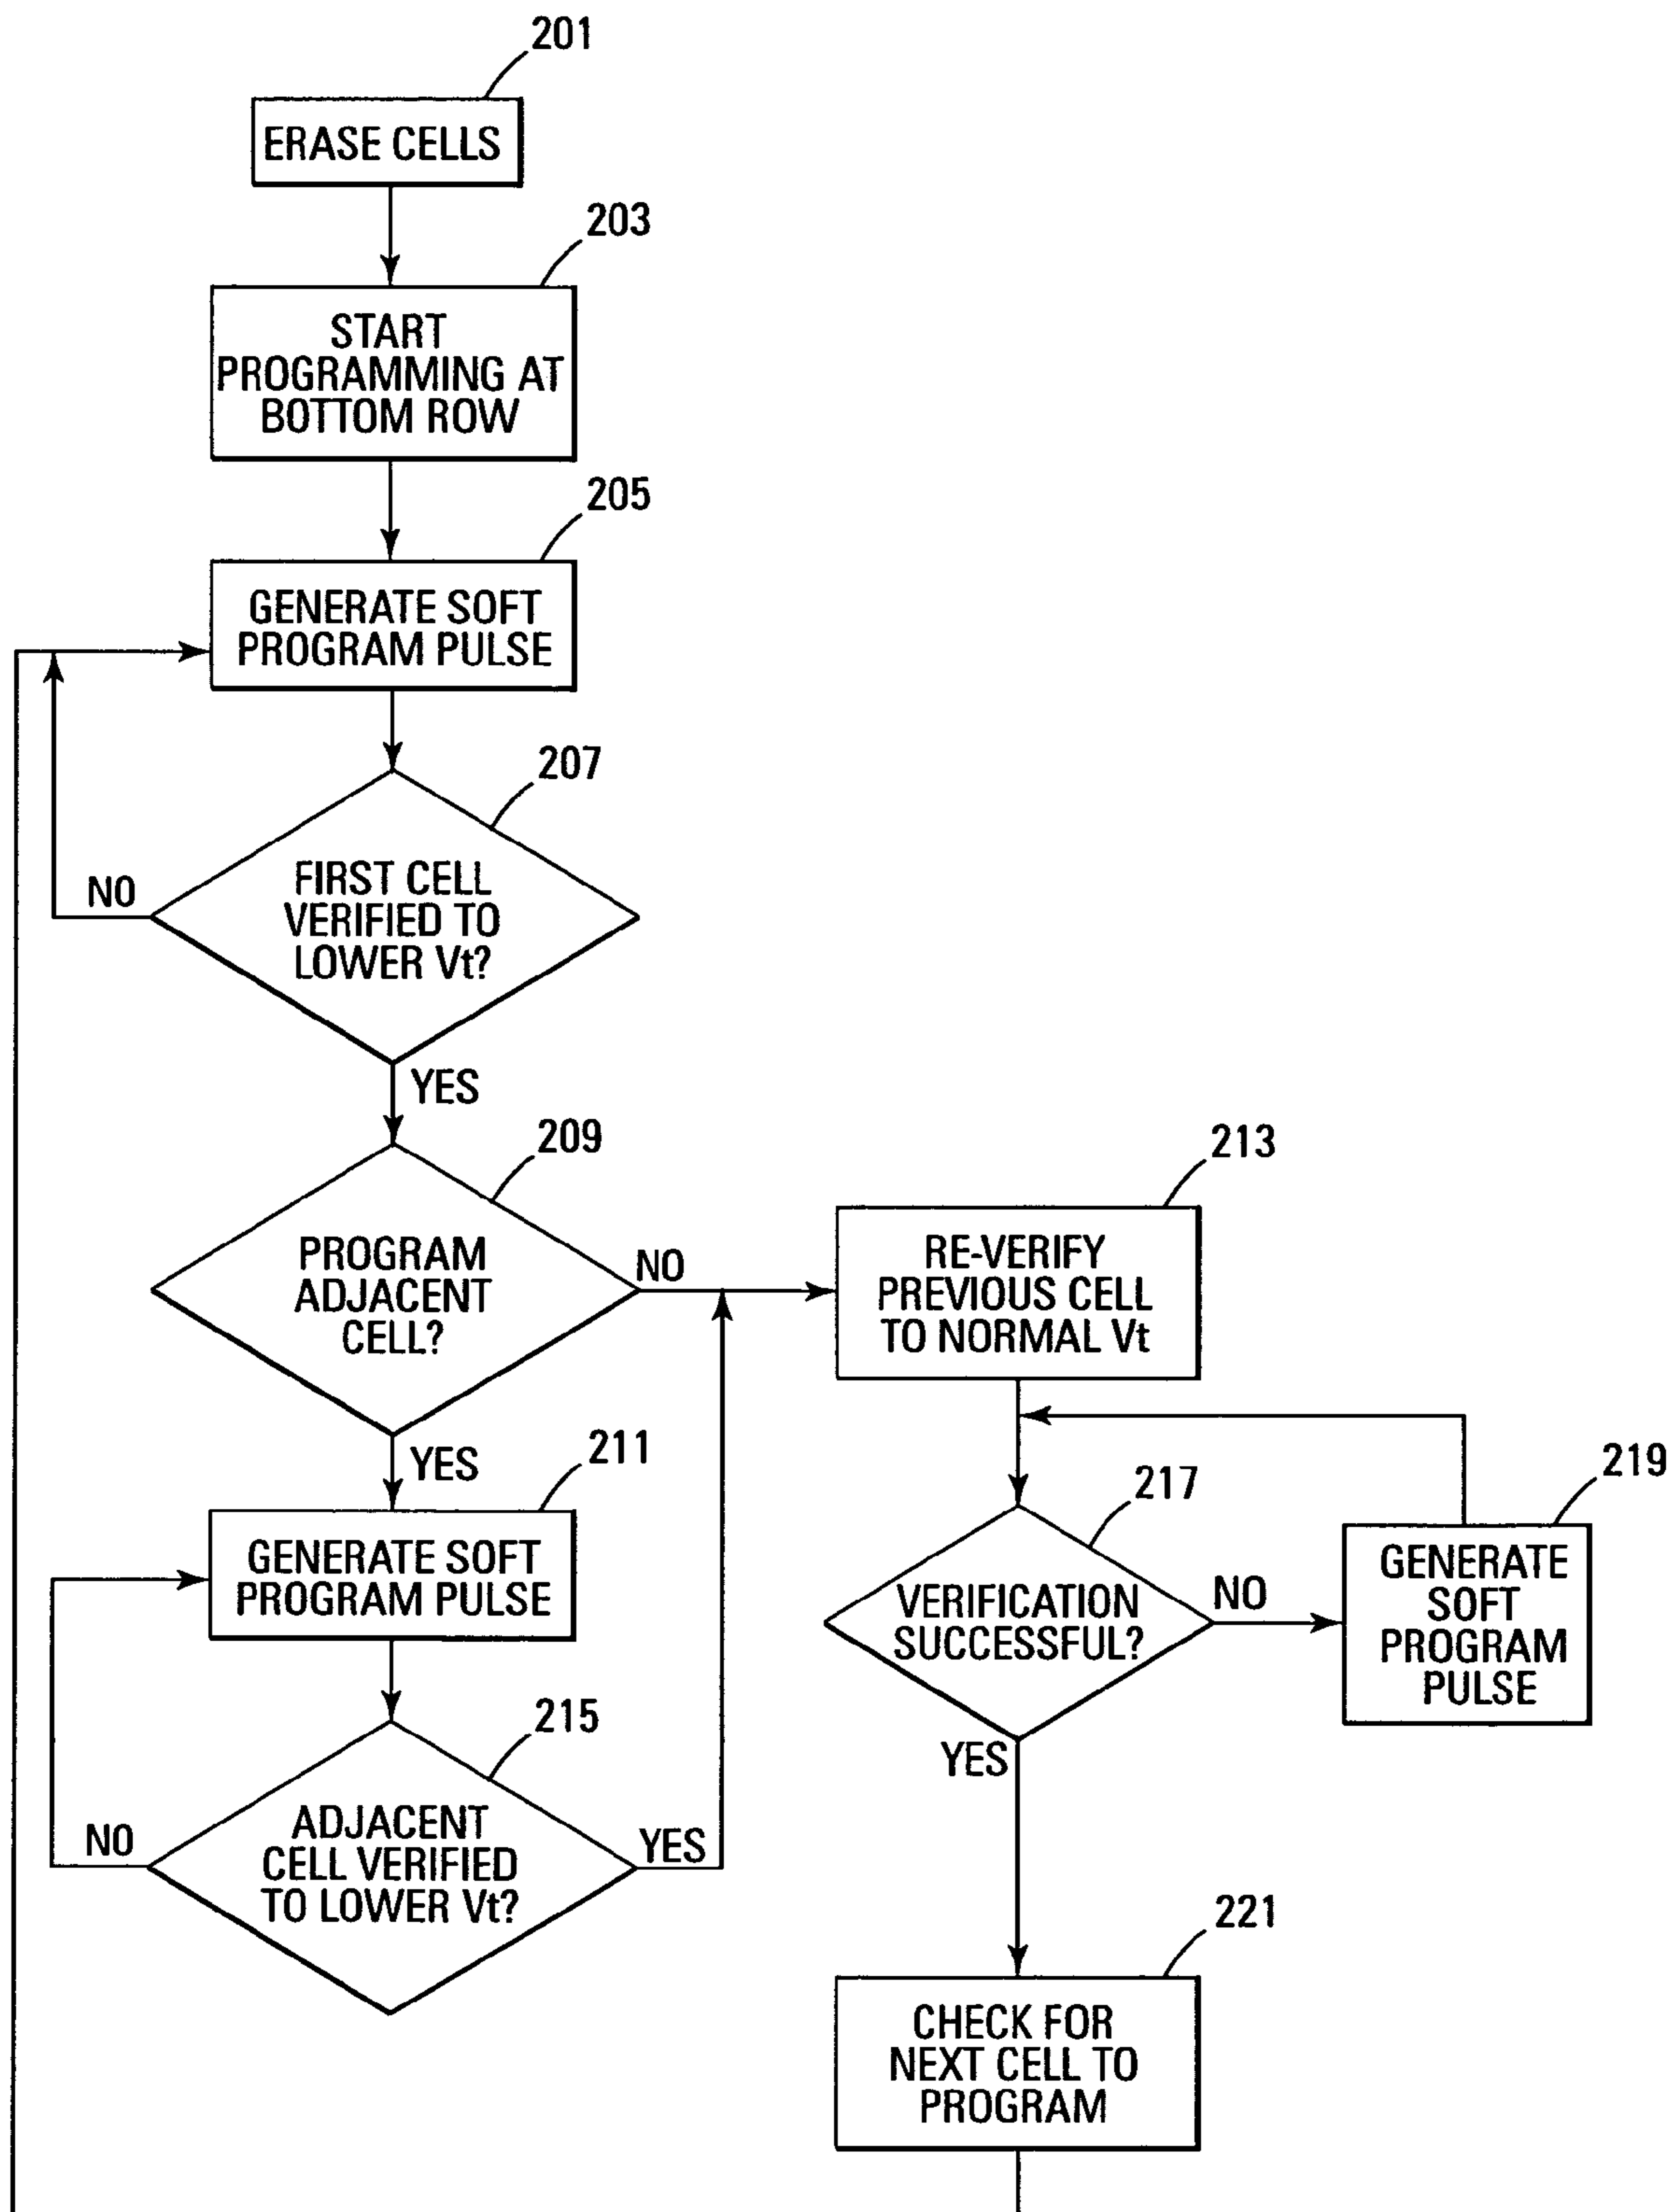 201
ERASE CELLS
203
START
PROGRAMMING AT
BOTTOM ROW
205
GENERATE SOFT
PROGRAM PULSE
207
FIRST CELL
VERIFIED TO
LOWER Vt?
NO
YES
209
PROGRAM
ADJACENT
CELL?
NO
YES
211
GENERATE SOFT
PROGRAM PULSE
215
ADJACENT
CELL VERIFIED
TO LOWER Vt?
NO
YES
213
RE-VERIFY
PREVIOUS CELL
TO NORMAL Vt
217
VERIFICATION
SUCCESSFUL?
NO
YES
219
GENERATE
SOFT
PROGRAM
PULSE
221
CHECK FOR
NEXT CELL TO
PROGRAM